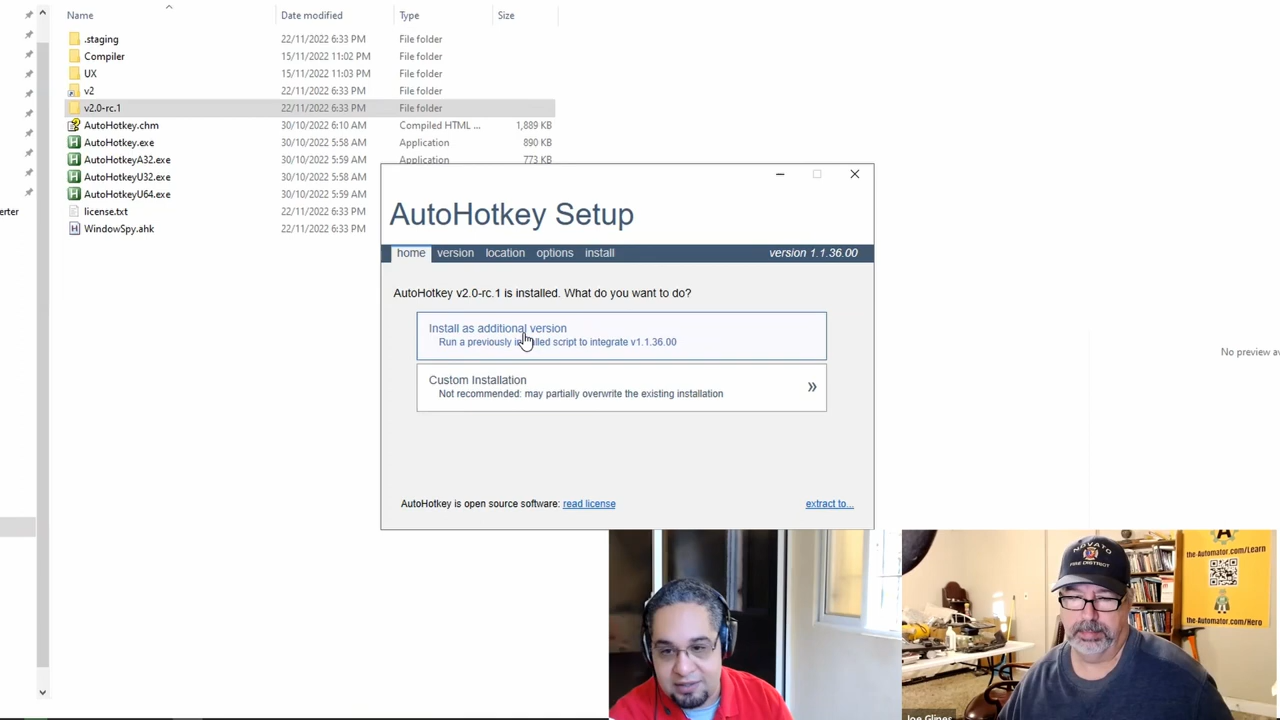 Name Date modified Type Size
.staging 22/11/2022 6:33 PM File folder
Compiler 15/11/2022 11:02 PM File folder
UX 15/11/2022 11:03 PM File folder
v2 22/11/2022 6:33 PM File folder
v2.0-rc.1 22/11/2022 6:33 PM File folder
AutoHotkey.chm 30/10/2022 6:10 AM Compiled HTML ... 1,889 KB
AutoHotkey.exe 30/10/2022 5:58 AM Application 890 KB
AutoHotkeyA32.exe 30/10/2022 5:59 AM Application 773 KB
AutoHotkeyU32.exe 30/10/2022 5:58 AM
AutoHotkeyU64.exe 30/10/2022 5:59 AM
erter
license.txt 22/11/2022 6:33 PM
WindowSpy.ahk 22/11/2022 6:33 PM
AutoHotkey Setup
home version location options install version 1.1.36.00
AutoHotkey v2.0-rc.1 is installed. What do you want to do?
Install as additional version
Run a previously script to integrate v1.1.36.00
Custom Installation »
Not recommended: may partially overwrite the existing installation
AutoHotkey is open source software: read license extract to...
No preview av
NOVATO
FIRE DISTRICT
the-Automator.com/Learn
the-Automator.com/Hero
Joe Glines